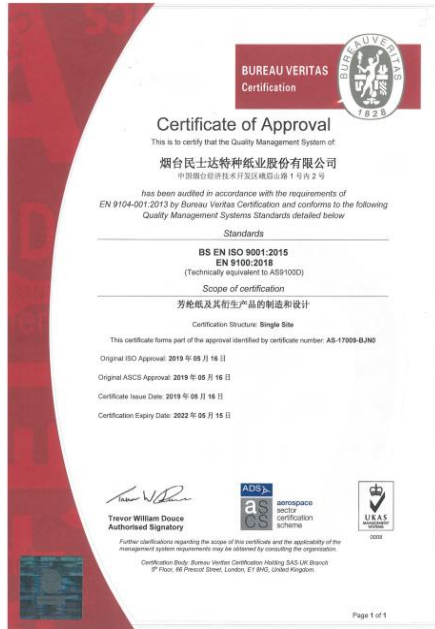 BUREAU VERITAS
Certification
BUREAU VERITAS
1828
Certificate of Approval
This is to certify that the Quality Management System of:
烟台民士达特种纸业股份有限公司
中国烟台经济技术开发区峨眉山路 1 号内 2 号
has been audited in accordance with the requirements of
EN 9104-001:2013 by Bureau Veritas Certification and conforms to the following
Quality Management Systems Standards detailed below
Standards
BS EN ISO 9001:2015
EN 9100:2018
(Technically equivalent to AS9100D)
Scope of certification
芳纶纸及其衍生产品的制造和设计
Certification Structure: Single Site
This certificate forms part of the approval identified by certificate number: AS-17009-BJN0
Original ISO Approval: 2019 年 05 月 16 日
Original ASCS Approval: 2019 年 05 月 16 日
Certificate Issue Date: 2019 年 05 月 16 日
Certification Expiry Date: 2022 年 05 月 15 日
Trevor William Douce
Authorised Signatory
ADS
as
CS
aerospace
sector
certification
scheme
UKAS
MANAGEMENT
SYSTEMS
0008
Further clarifications regarding the scope of this certificate and the applicability of the
management system requirements may be obtained by consulting the organization.
Certification Body: Bureau Veritas Certification Holding SAS-UK Branch
5th Floor, 66 Prescot Street, London, E1 8HG, United Kingdom.
Page 1 of 1